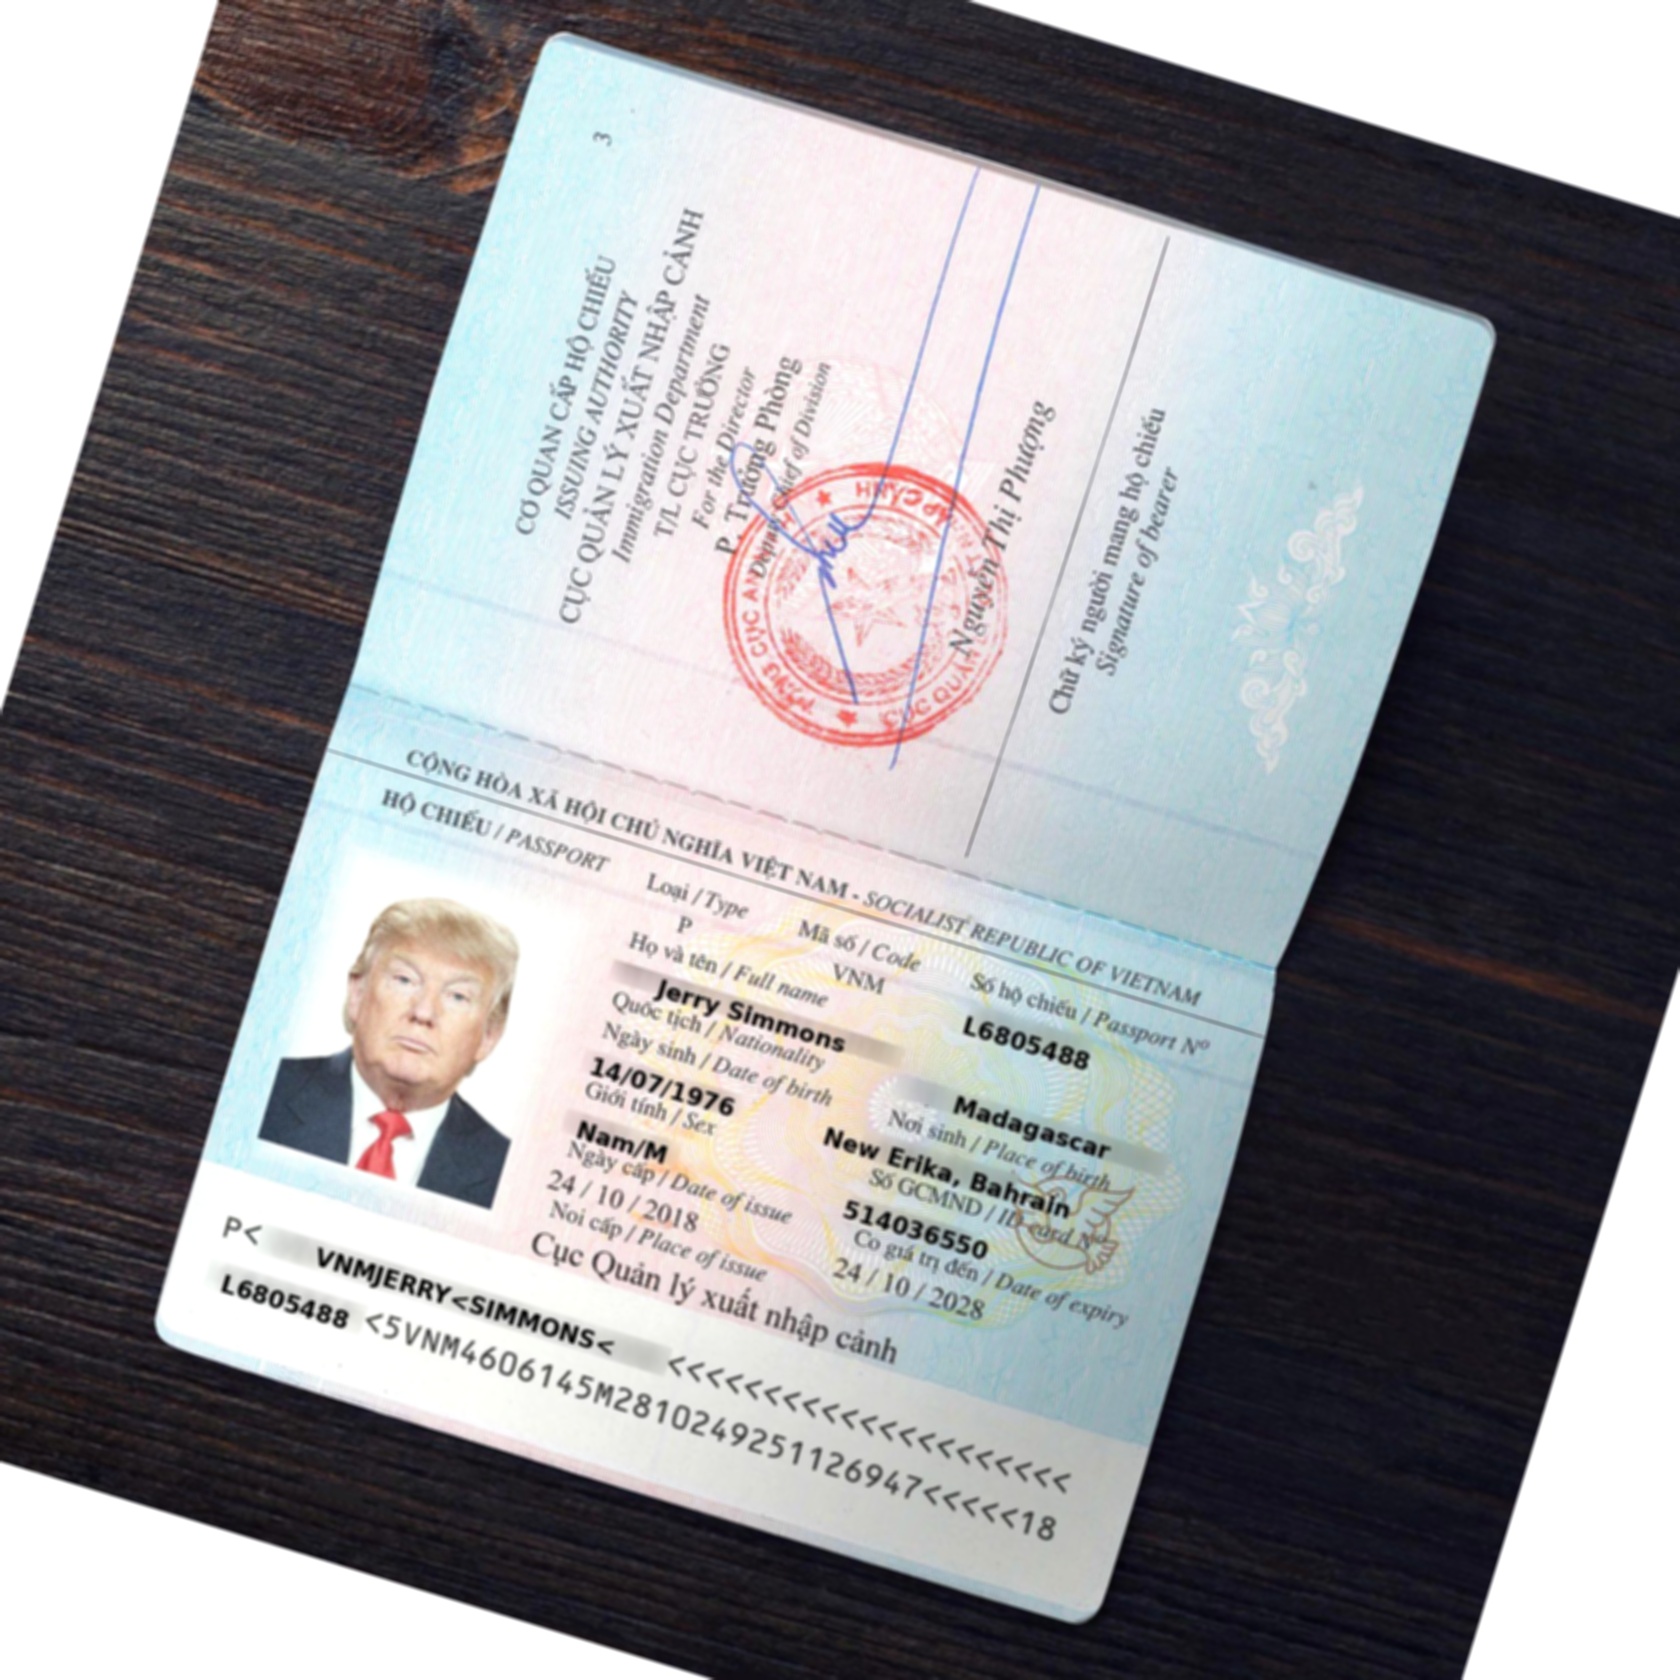 3
CƠ QUAN CẤP HỘ CHIẾU
ISSUING AUTHORITY
CỤC QUẢN LÝ XUẤT NHẬP CẢNH
Immigration Department
T/L CỤC TRƯỞNG
For the Director
P. Trưởng Phòng
Deputy Chief of Division
Nguyễn Thị Phượng
Chữ ký người mang hộ chiếu
Signature of bearer
CỘNG HÒA XÃ HỘI CHỦ NGHĨA VIỆT NAM - SOCIALIST REPUBLIC OF VIETNAM
HỘ CHIẾU / PASSPORT
Loại / Type
Mã số / Code
Số hộ chiếu / Passport Nº
P
VNM
L6805488
Họ và tên / Full name
Jerry Simmons
Quốc tịch / Nationality
Madagascar
Ngày sinh / Date of birth
Nơi sinh / Place of birth
14/07/1976
New Erika, Bahrain
Giới tính / Sex
Số GCMND / ID card Nº
Nam/M
514036550
Ngày cấp / Date of issue
Có giá trị đến / Date of expiry
24 / 10 / 2018
24 / 10 / 2028
Nơi cấp / Place of issue
Cục Quản lý xuất nhập cảnh
P< VNMJERRY<SIMMONS< <<<<<<<<<<<<<<<<<<<<<
L6805488 <5VNM4606145M2810249251126947<<<<<18